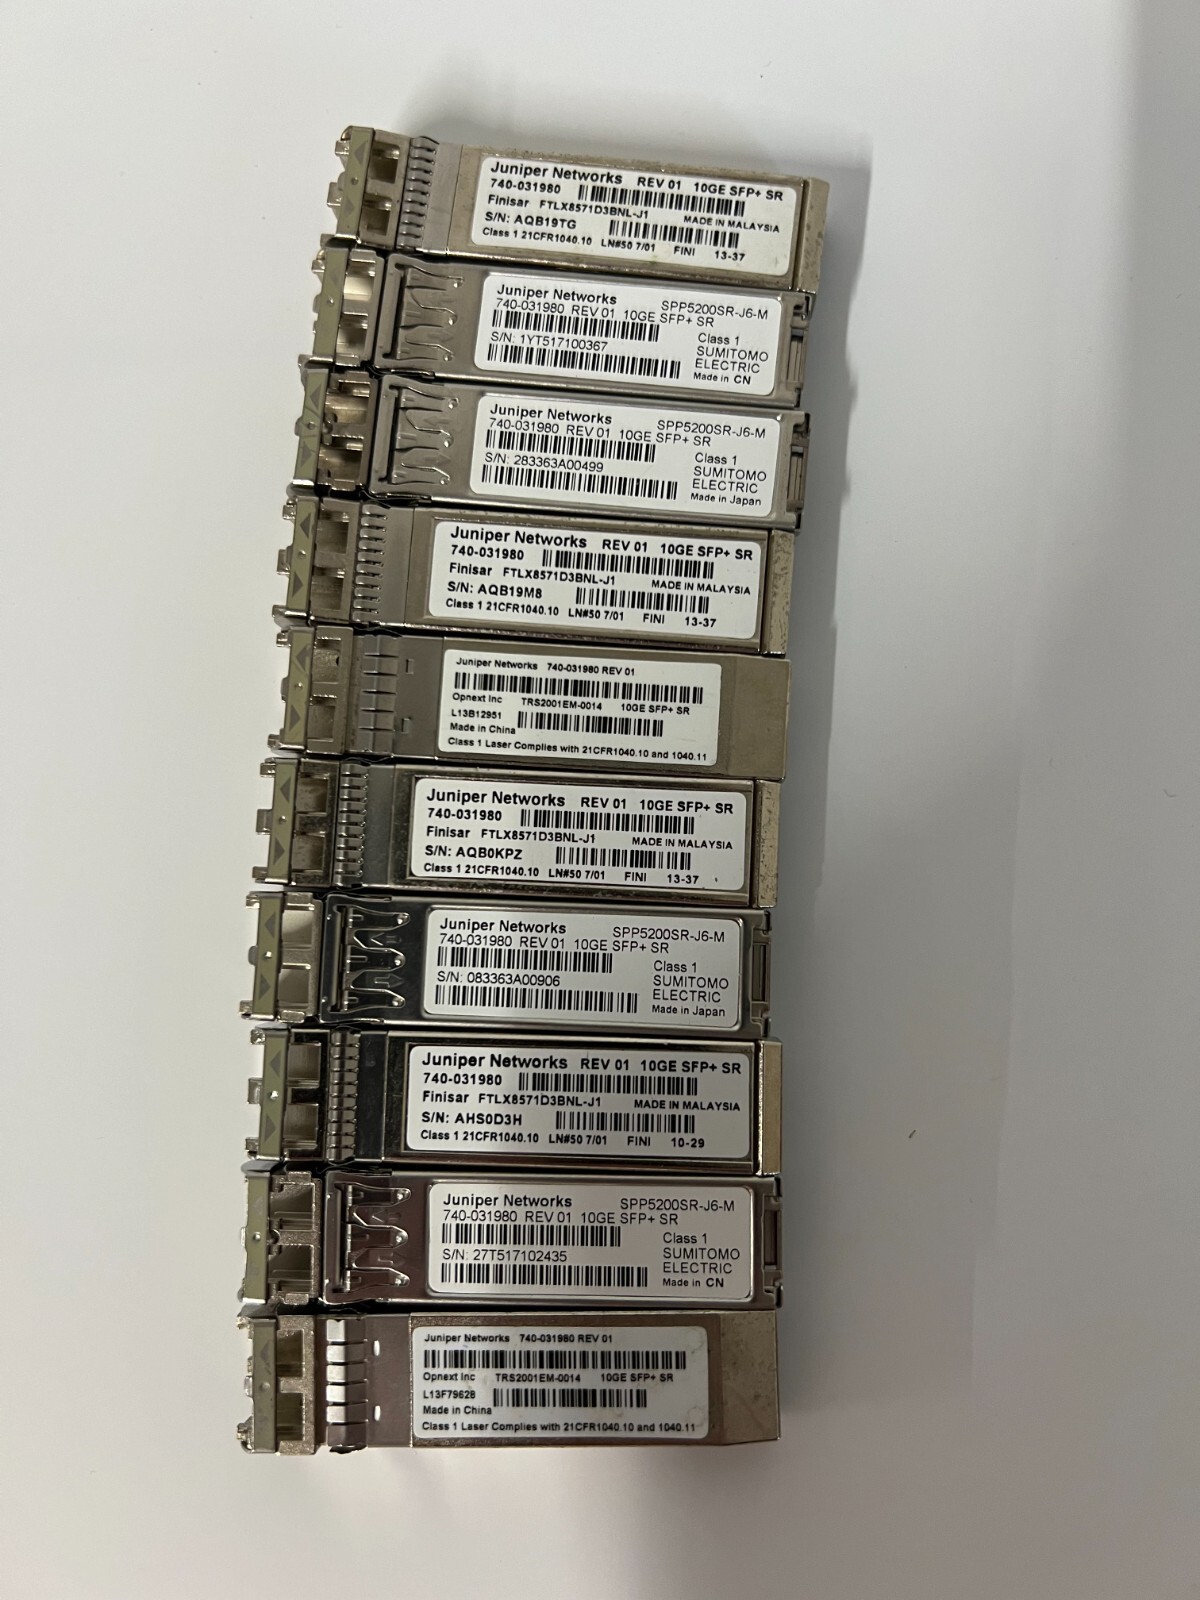 Juniper Networks REV 01 10GE SFP+ SR
740-031980
Finisar FTLX8571D3BNL-J1 MADE IN MALAYSIA
S/N: AQB19TG
Class 1 21CFR1040.10 LN#50 7/01 FINI 13-37
Juniper Networks SPP5200SR-J6-M
740-031980 REV 01 10GE SFP+ SR
Class 1
S/N: 1YT517100367 SUMITOMO
ELECTRIC
Made in CN
Juniper Networks SPP5200SR-J6-M
740-031980 REV 01 10GE SFP+ SR
Class 1
S/N: 283363A00499 SUMITOMO
ELECTRIC
Made in Japan
Juniper Networks REV 01 10GE SFP+ SR
740-031980
Finisar FTLX8571D3BNL-J1 MADE IN MALAYSIA
S/N: AQB19M8
Class 1 21CFR1040.10 LN#50 7/01 FINI 13-37
Juniper Networks 740-031980 REV 01
Opnext Inc TRS2001EM-0014 10GE SFP+ SR
L13B12951
Made in China
Class 1 Laser Complies with 21CFR1040.10 and 1040.11
Juniper Networks REV 01 10GE SFP+ SR
740-031980
Finisar FTLX8571D3BNL-J1 MADE IN MALAYSIA
S/N: AQB0KPZ
Class 1 21CFR1040.10 LN#50 7/01 FINI 13-37
Juniper Networks SPP5200SR-J6-M
740-031980 REV 01 10GE SFP+ SR
Class 1
S/N: 083363A00906 SUMITOMO
ELECTRIC
Made in Japan
Juniper Networks REV 01 10GE SFP+ SR
740-031980
Finisar FTLX8571D3BNL-J1 MADE IN MALAYSIA
S/N: AHS0D3H
Class 1 21CFR1040.10 LN#50 7/01 FINI 10-29
Juniper Networks SPP5200SR-J6-M
740-031980 REV 01 10GE SFP+ SR
Class 1
S/N: 27T517102435 SUMITOMO
ELECTRIC
Made in CN
Juniper Networks 740-031980 REV 01
Opnext Inc TRS2001EM-0014 10GE SFP+ SR
L13F79628
Made in China
Class 1 Laser Complies with 21CFR1040.10 and 1040.11